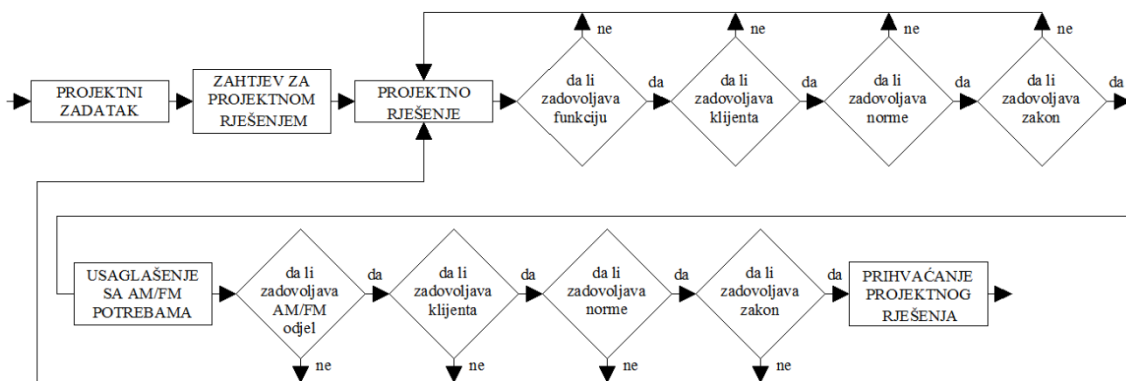 ne
ne
ne
ne
PROJEKTNI
ZADATAK
ZAHTJEV ZA
PROJEKTNOM
RJEŠENJEM
PROJEKTNO
RJEŠENJE
da li
zadovoljava
funkciju
da
da li
zadovoljava
klijenta
da
da li
zadovoljava
norme
da
da li
zadovoljava
zakon
da
USAGLAŠENJE
SA AM/FM
POTREBAMA
da li
zadovoljava
AM/FM
odjel
da
da li
zadovoljava
klijenta
da
da li
zadovoljava
norme
da
da li
zadovoljava
zakon
da
PRIHVAĆANJE
PROJEKTNOG
RJEŠENJA
ne
ne
ne
ne